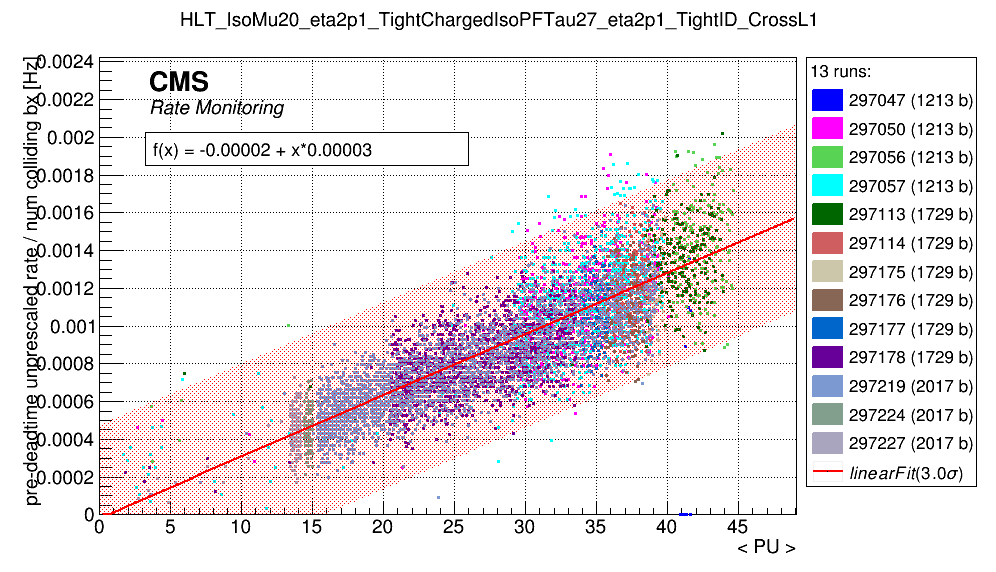 HLT_IsoMu20_eta2p1_TightChargedIsoPFTau27_eta2p1_TightID_CrossL1
pre-deadtime unprescaled rate / num colliding bx [Hz]
0.0024
0.0022
0.002
0.0018
0.0016
0.0014
0.0012
0.001
0.0008
0.0006
0.0004
0.0002
0
CMS
Rate Monitoring
f(x) = -0.00002 + x*0.00003
0 5 10 15 20 25 30 35 40 45
< PU >
13 runs:
297047 (1213 b)
297050 (1213 b)
297056 (1213 b)
297057 (1213 b)
297113 (1729 b)
297114 (1729 b)
297175 (1729 b)
297176 (1729 b)
297177 (1729 b)
297178 (1729 b)
297219 (2017 b)
297224 (2017 b)
297227 (2017 b)
linearFit(3.0σ)